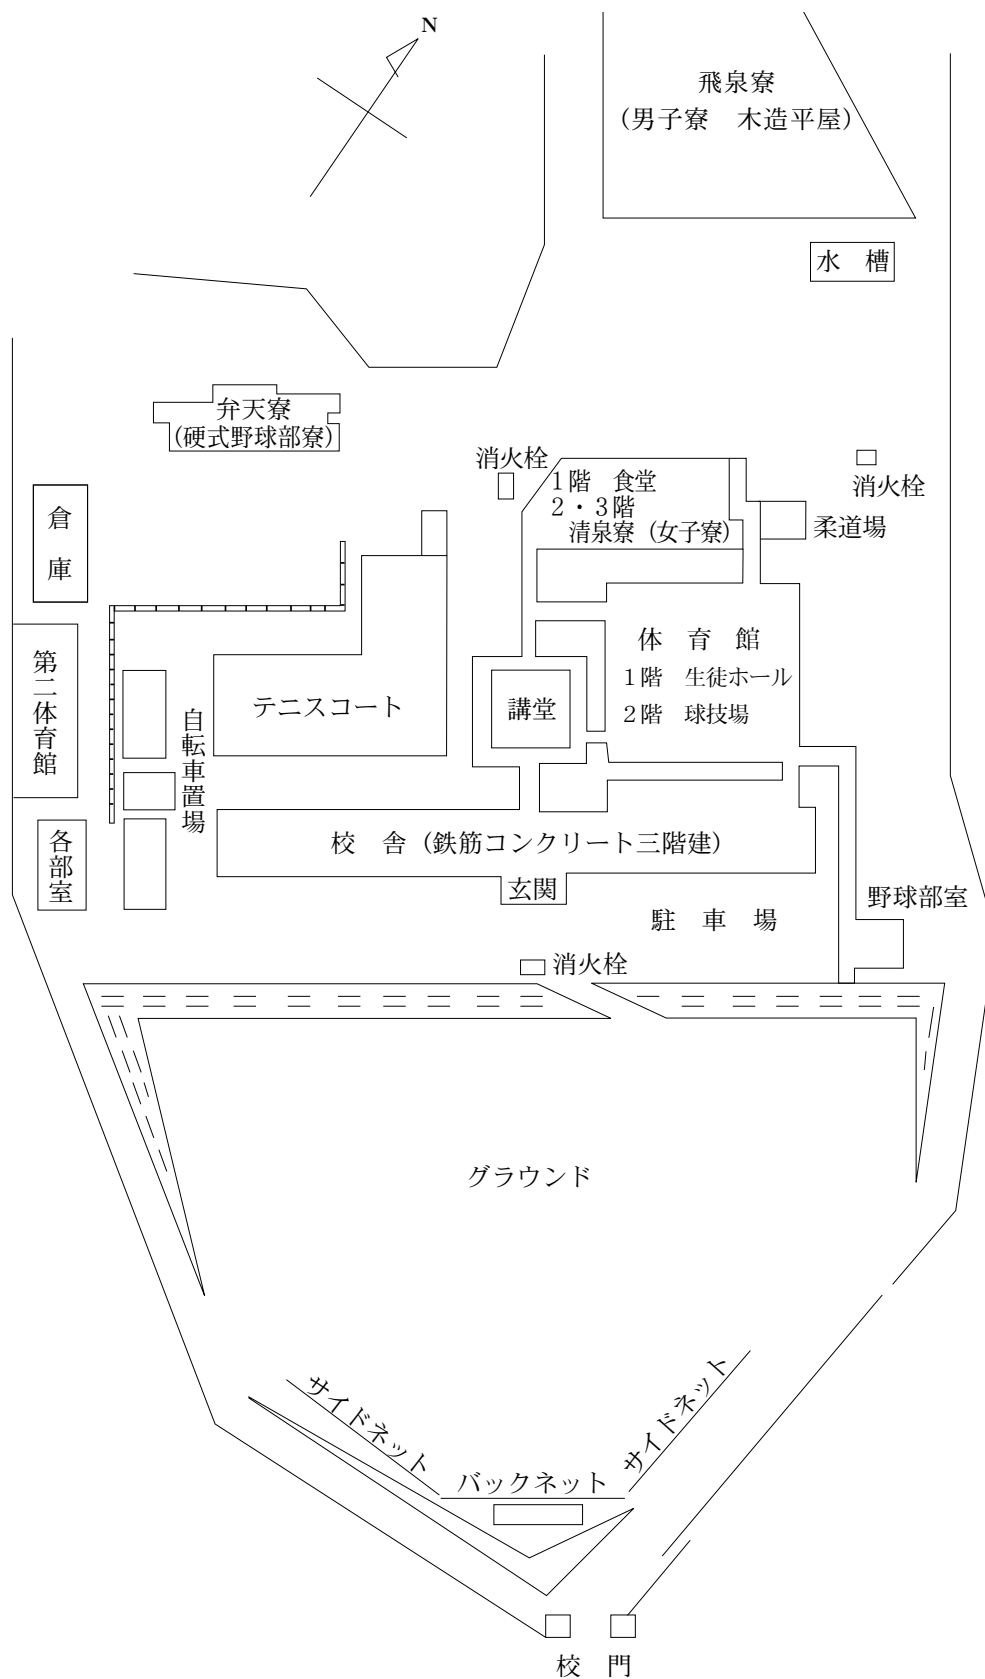 N
飛泉寮
(男子寮　木造平屋)
水　槽
弁天寮
(硬式野球部寮)
消火栓
１階　食堂
２・３階
清泉寮 (女子寮)
消火栓
柔道場
倉庫
第二体育館
各部室
自転車置場
テニスコート
講堂
体　育　館
１階　生徒ホール
２階　球技場
校　舎 (鉄筋コンクリート三階建)
玄関
駐　車　場
野球部室
消火栓
グラウンド
サイドネット
サイドネット
バックネット
校　門